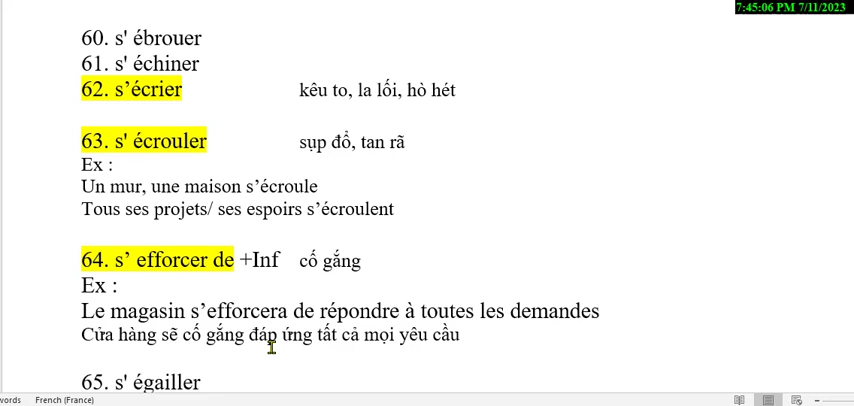 7:45:06 PM 7/11/2023
60. s' ébrouer
61. s' échiner
62. s’écrier kêu to, la lối, hò hét
63. s' écrouler sụp đổ, tan rã
Ex :
Un mur, une maison s’écroule
Tous ses projets/ ses espoirs s’écroulent
64. s’ efforcer de +Inf cố gắng
Ex :
Le magasin s’efforcera de répondre à toutes les demandes
Cửa hàng sẽ cố gắng đáp ứng tất cả mọi yêu cầu
65. s' égailler
words French (France)